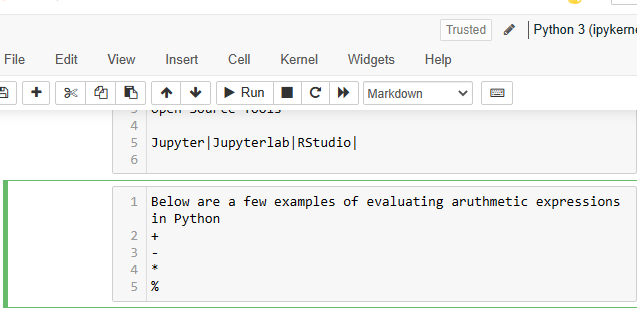 Trusted
Python 3 (ipykerne
File Edit View Insert Cell Kernel Widgets Help
Run Markdown
3 Open Source Tools
4
5 Jupyter|Jupyterlab|RStudio|
6
1 Below are a few examples of evaluating aruthmetic expressions
in Python
2 +
3 -
4 *
5 %